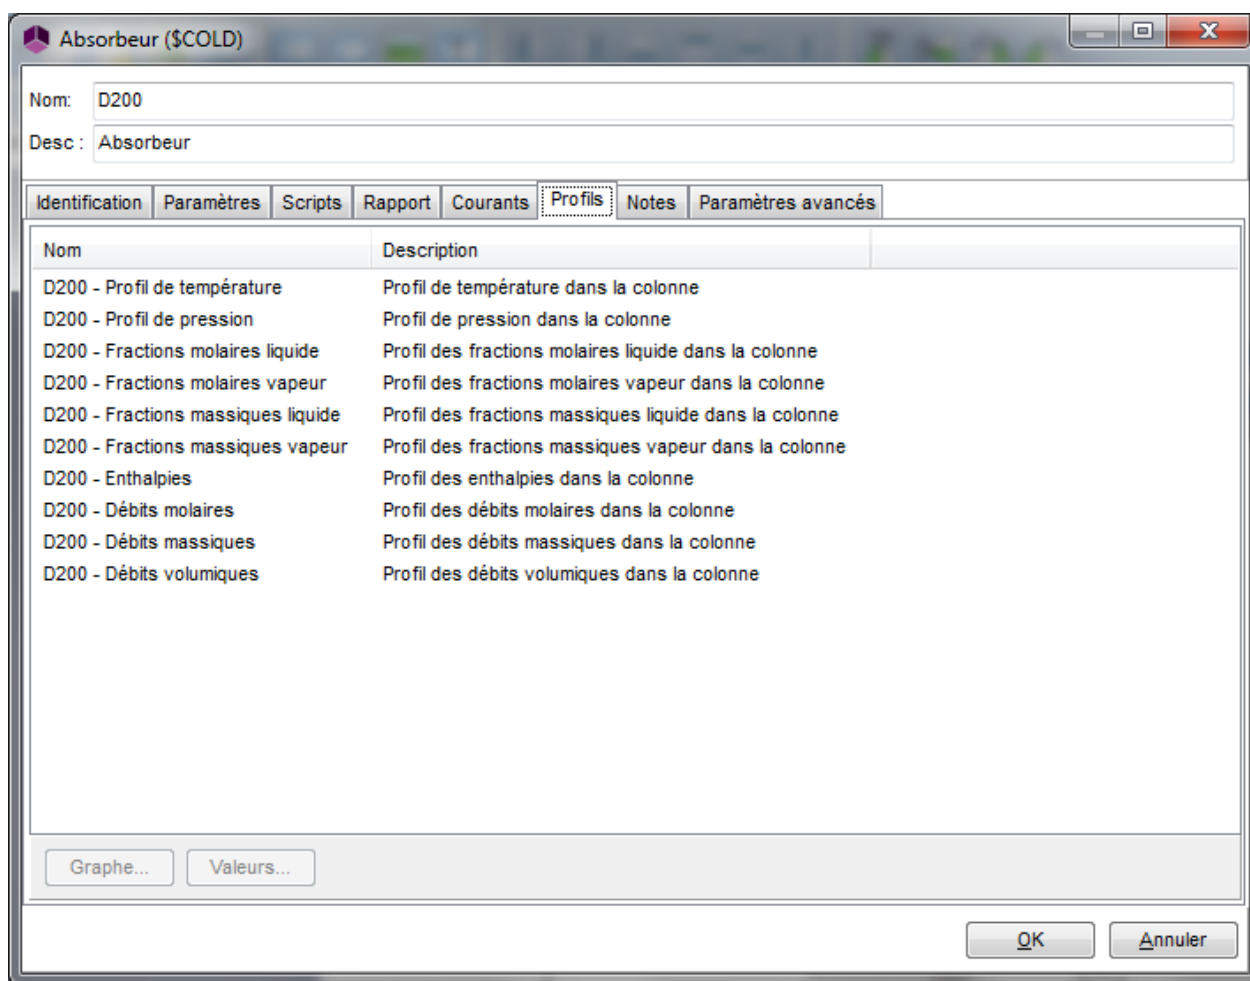 Absorbeur ($COLD)
Nom: D200
Desc : Absorbeur
Identification Paramètres Scripts Rapport Courants Profils Notes Paramètres avancés
Nom Description
D200 - Profil de température Profil de température dans la colonne
D200 - Profil de pression Profil de pression dans la colonne
D200 - Fractions molaires liquide Profil des fractions molaires liquide dans la colonne
D200 - Fractions molaires vapeur Profil des fractions molaires vapeur dans la colonne
D200 - Fractions massiques liquide Profil des fractions massiques liquide dans la colonne
D200 - Fractions massiques vapeur Profil des fractions massiques vapeur dans la colonne
D200 - Enthalpies Profil des enthalpies dans la colonne
D200 - Débits molaires Profil des débits molaires dans la colonne
D200 - Débits massiques Profil des débits massiques dans la colonne
D200 - Débits volumiques Profil des débits volumiques dans la colonne
Graphe... Valeurs...
OK Annuler